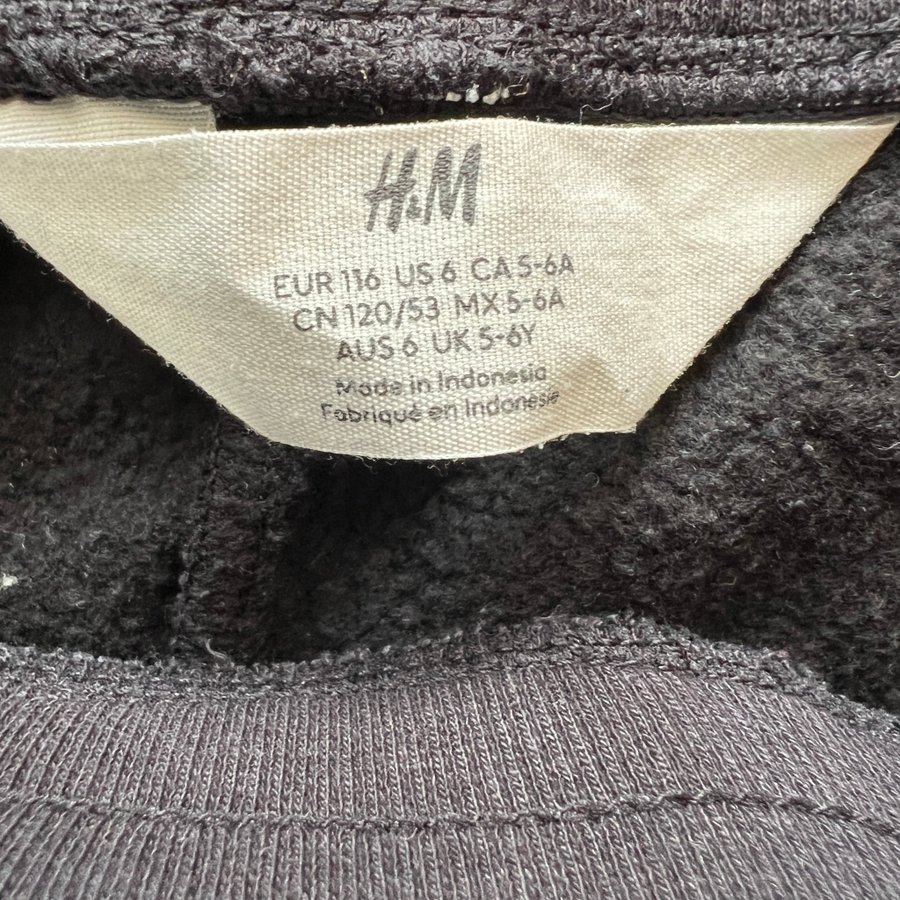 H&M
EUR 116 US 6 CA 5-6A
CN 120/53 MX 5-6A
AUS 6 UK 5-6Y
Made in Indonesia
Fabriqué en Indonesie